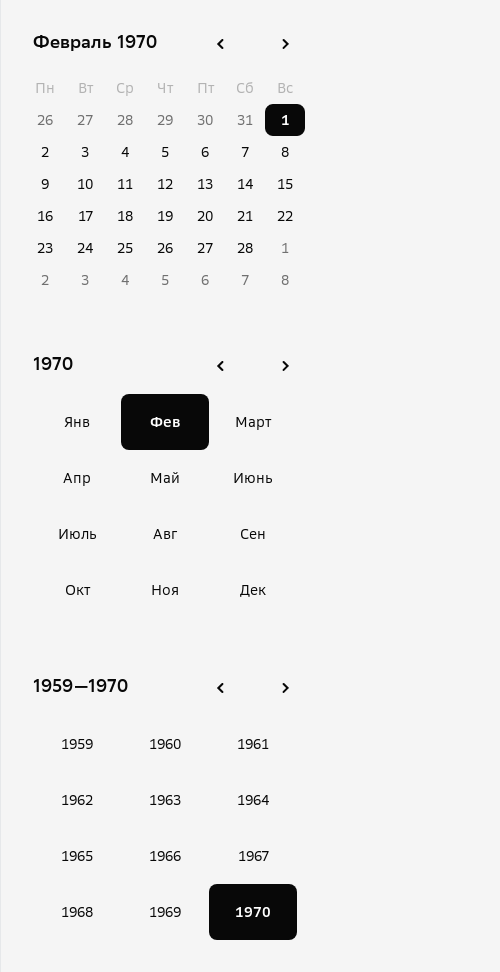 Февраль 1970
Пн Вт Ср Чт Пт Сб Вс
26 27 28 29 30 31 1
2 3 4 5 6 7 8
9 10 11 12 13 14 15
16 17 18 19 20 21 22
23 24 25 26 27 28 1
2 3 4 5 6 7 8
1970
Янв Фев Март
Апр Май Июнь
Июль Авг Сен
Окт Ноя Дек
1959—1970
1959 1960 1961
1962 1963 1964
1965 1966 1967
1968 1969 1970